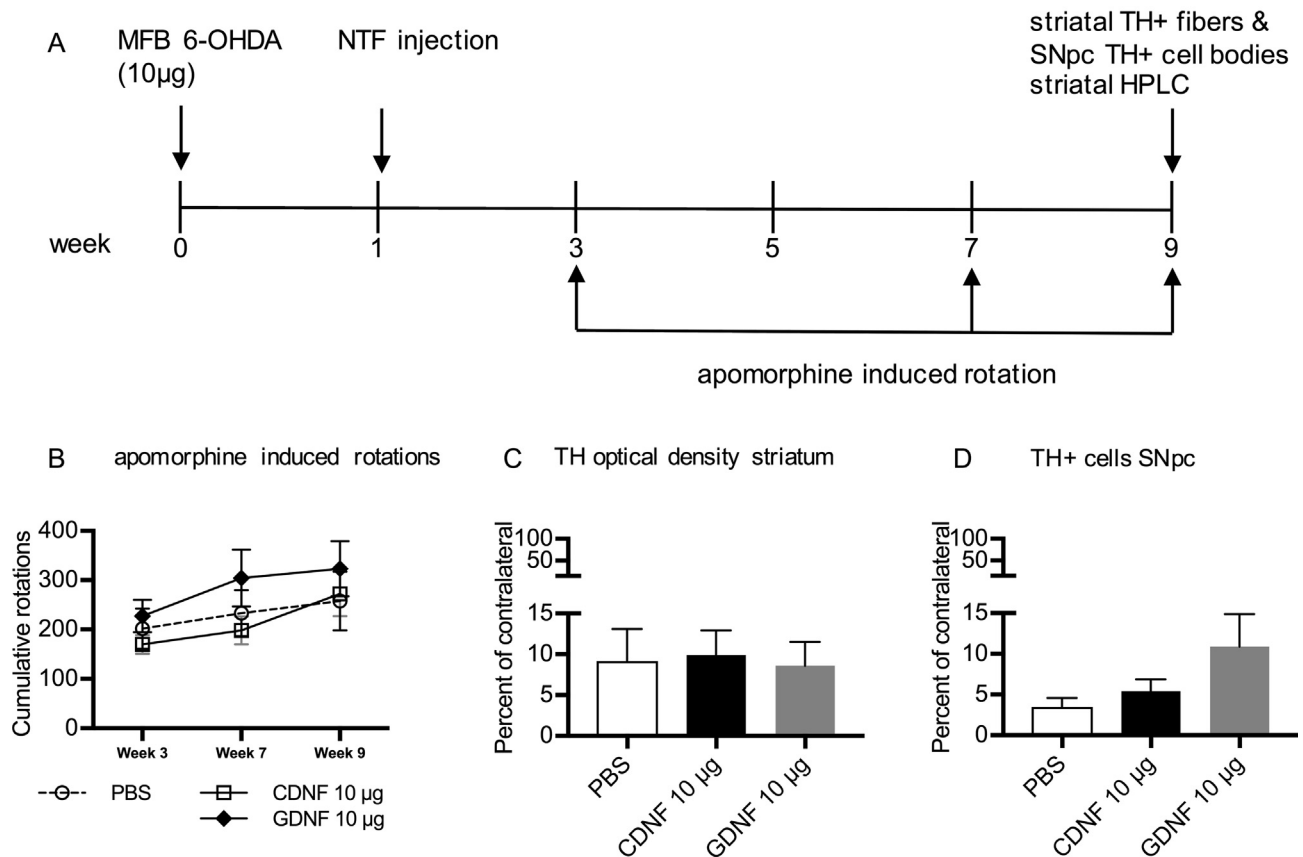 A
MFB 6-OHDA
(10µg)
NTF injection
striatal TH+ fibers &
SNpc TH+ cell bodies
striatal HPLC
week
0
1
3
5
7
9
apomorphine induced rotation
B apomorphine induced rotations
Cumulative rotations
400
300
200
100
0
Week 3
Week 7
Week 9
PBS
CDNF 10 µg
GDNF 10 µg
C TH optical density striatum
Percent of contralateral
100
50
15
10
5
0
PBS
CDNF 10 µg
GDNF 10 µg
D TH+ cells SNpc
Percent of contralateral
100
50
15
10
5
0
PBS
CDNF 10 µg
GDNF 10 µg